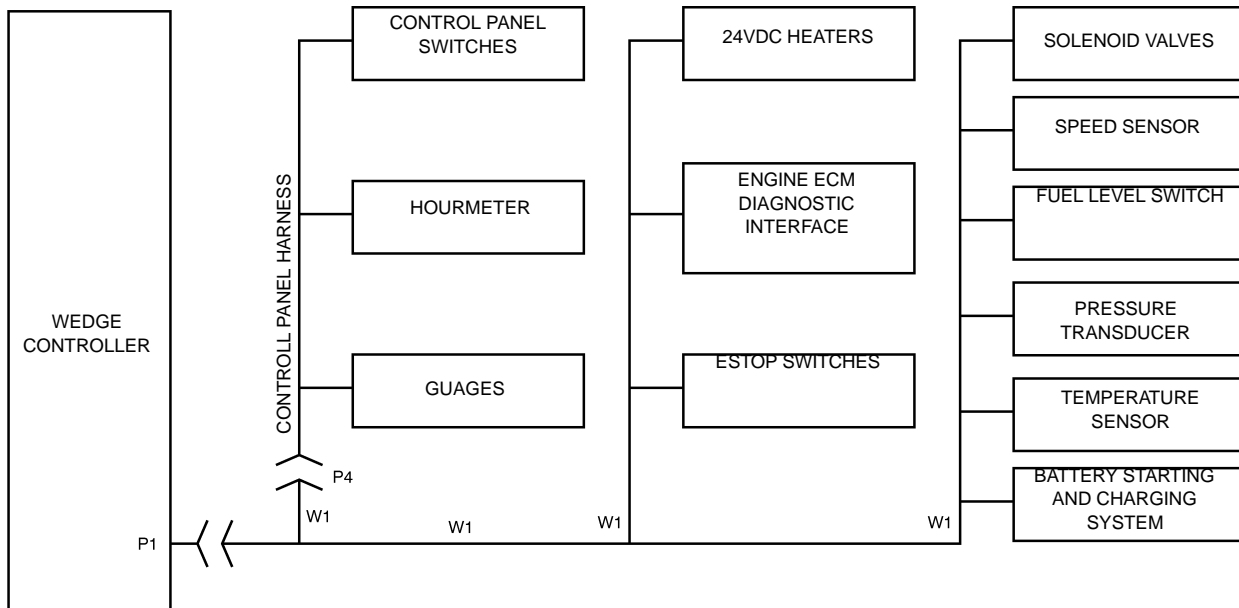 WEDGE
CONTROLLER
P1
CONTROLL PANEL HARNESS
P4
W1
W1
W1
W1
CONTROL PANEL
SWITCHES
HOURMETER
GUAGES
24VDC HEATERS
ENGINE ECM
DIAGNOSTIC
INTERFACE
ESTOP SWITCHES
SOLENOID VALVES
SPEED SENSOR
FUEL LEVEL SWITCH
PRESSURE
TRANSDUCER
TEMPERATURE
SENSOR
BATTERY STARTING
AND CHARGING
SYSTEM